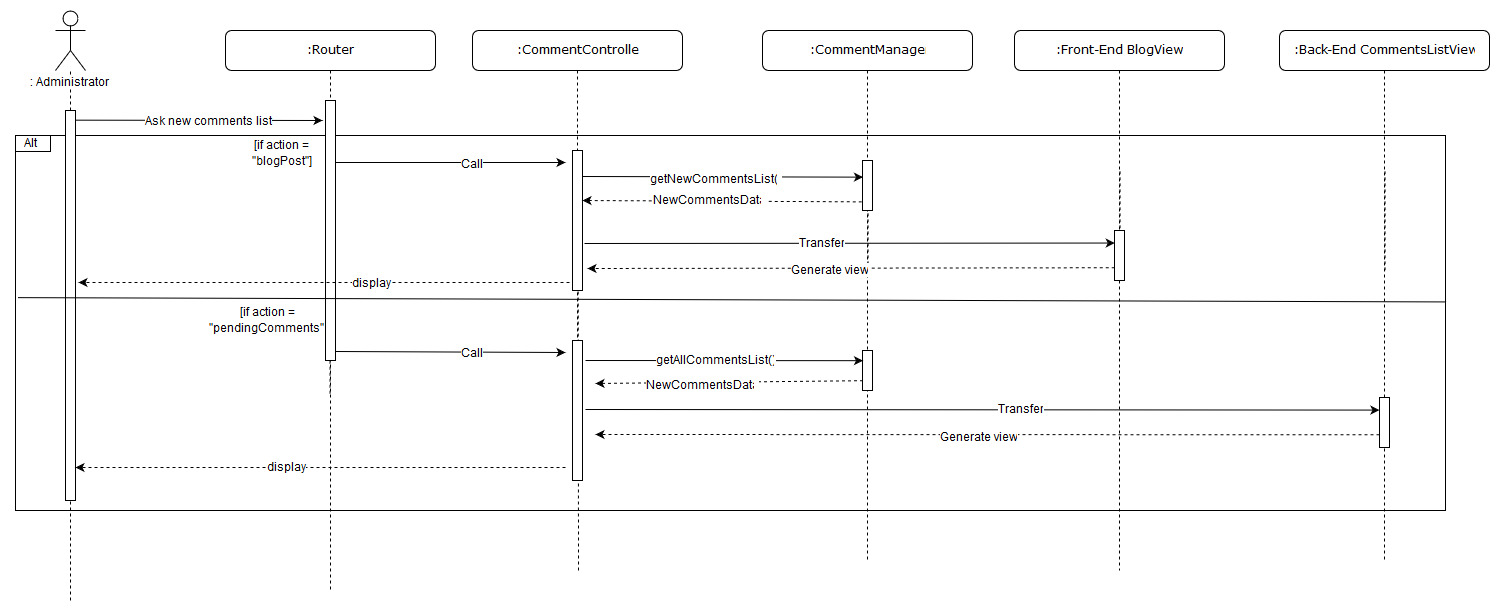 :Router
:CommentControlle
:CommentManage
:Front-End BlogView
:Back-End CommentsListView
: Administrator
Ask new comments list
Alt
[if action =
"blogPost"]
Call
getNewCommentsList(
NewCommentsDat
Transfer
Generate view
display
[if action =
"pendingComments"
Call
getAllCommentsList()
NewCommentsDat
Transfer
Generate view
display